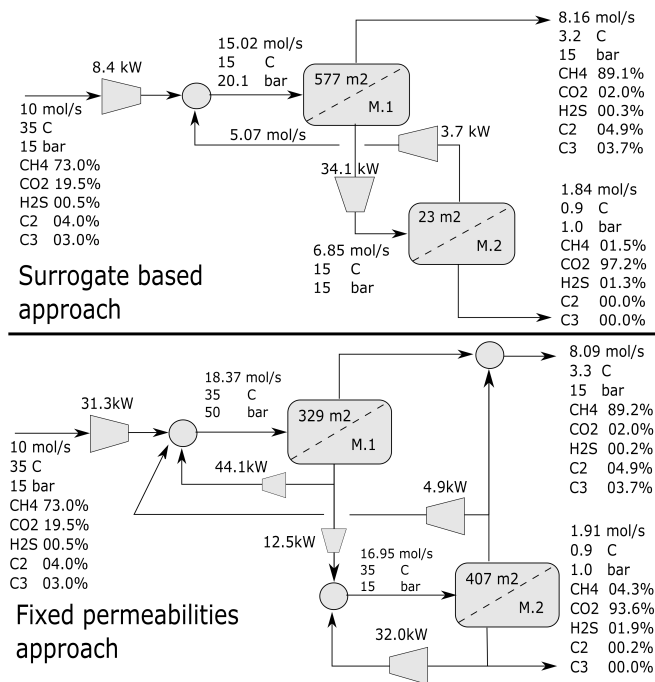 8.4 kW
10 mol/s
35 C
15 bar
CH4 73.0%
CO2 19.5%
H2S 00.5%
C2 04.0%
C3 03.0%
15.02 mol/s
15 C
20.1 bar
577 m2
M.1
5.07 mol/s
3.7 kW
34.1 kW
23 m2
M.2
6.85 mol/s
15 C
15 bar
8.16 mol/s
3.2 C
15 bar
CH4 89.1%
CO2 02.0%
H2S 00.3%
C2 04.9%
C3 03.7%
1.84 mol/s
0.9 C
1.0 bar
CH4 01.5%
CO2 97.2%
H2S 01.3%
C2 00.0%
C3 00.0%
Surrogate based
approach
31.3kW
10 mol/s
35 C
15 bar
CH4 73.0%
CO2 19.5%
H2S 00.5%
C2 04.0%
C3 03.0%
18.37 mol/s
35 C
50 bar
329 m2
M.1
44.1kW
4.9kW
12.5kW
16.95 mol/s
35 C
15 bar
407 m2
M.2
32.0kW
8.09 mol/s
3.3 C
15 bar
CH4 89.2%
CO2 02.0%
H2S 00.2%
C2 04.9%
C3 03.7%
1.91 mol/s
0.9 C
1.0 bar
CH4 04.3%
CO2 93.6%
H2S 01.9%
C2 00.2%
C3 00.0%
Fixed permeabilities
approach